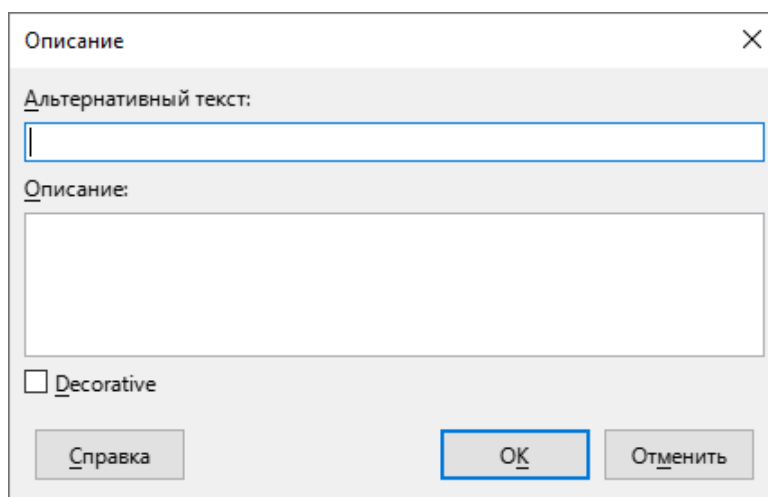 Описание
Альтернативный текст:
Описание:
Decorative
Справка OK Отменить